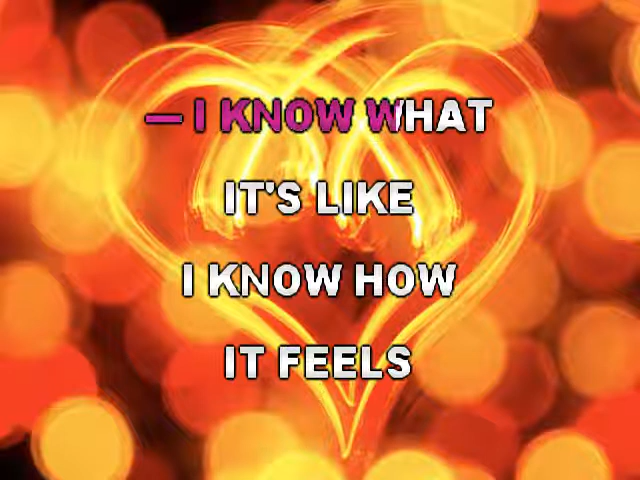 — I KNOW WHAT
IT'S LIKE
I KNOW HOW
IT FEELS